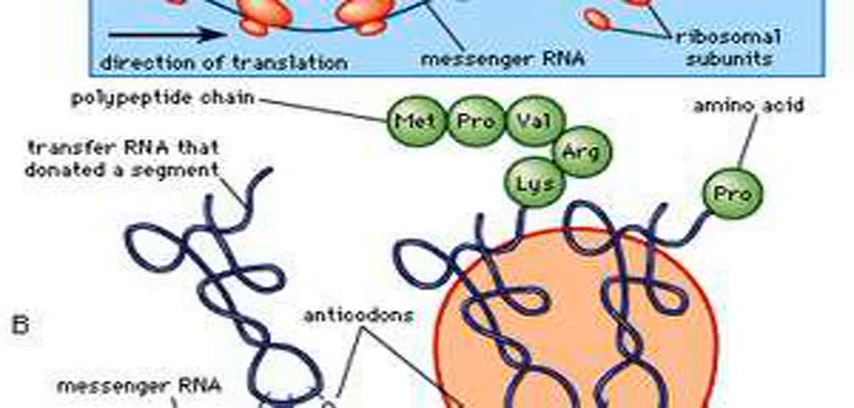 direction of translation
messenger RNA
ribosomal
subunits
polypeptide chain
amino acid
Met Pro Val
Arg
transfer RNA that
donated a segment
Lys
Pro
anticodons
B
messenger RNA